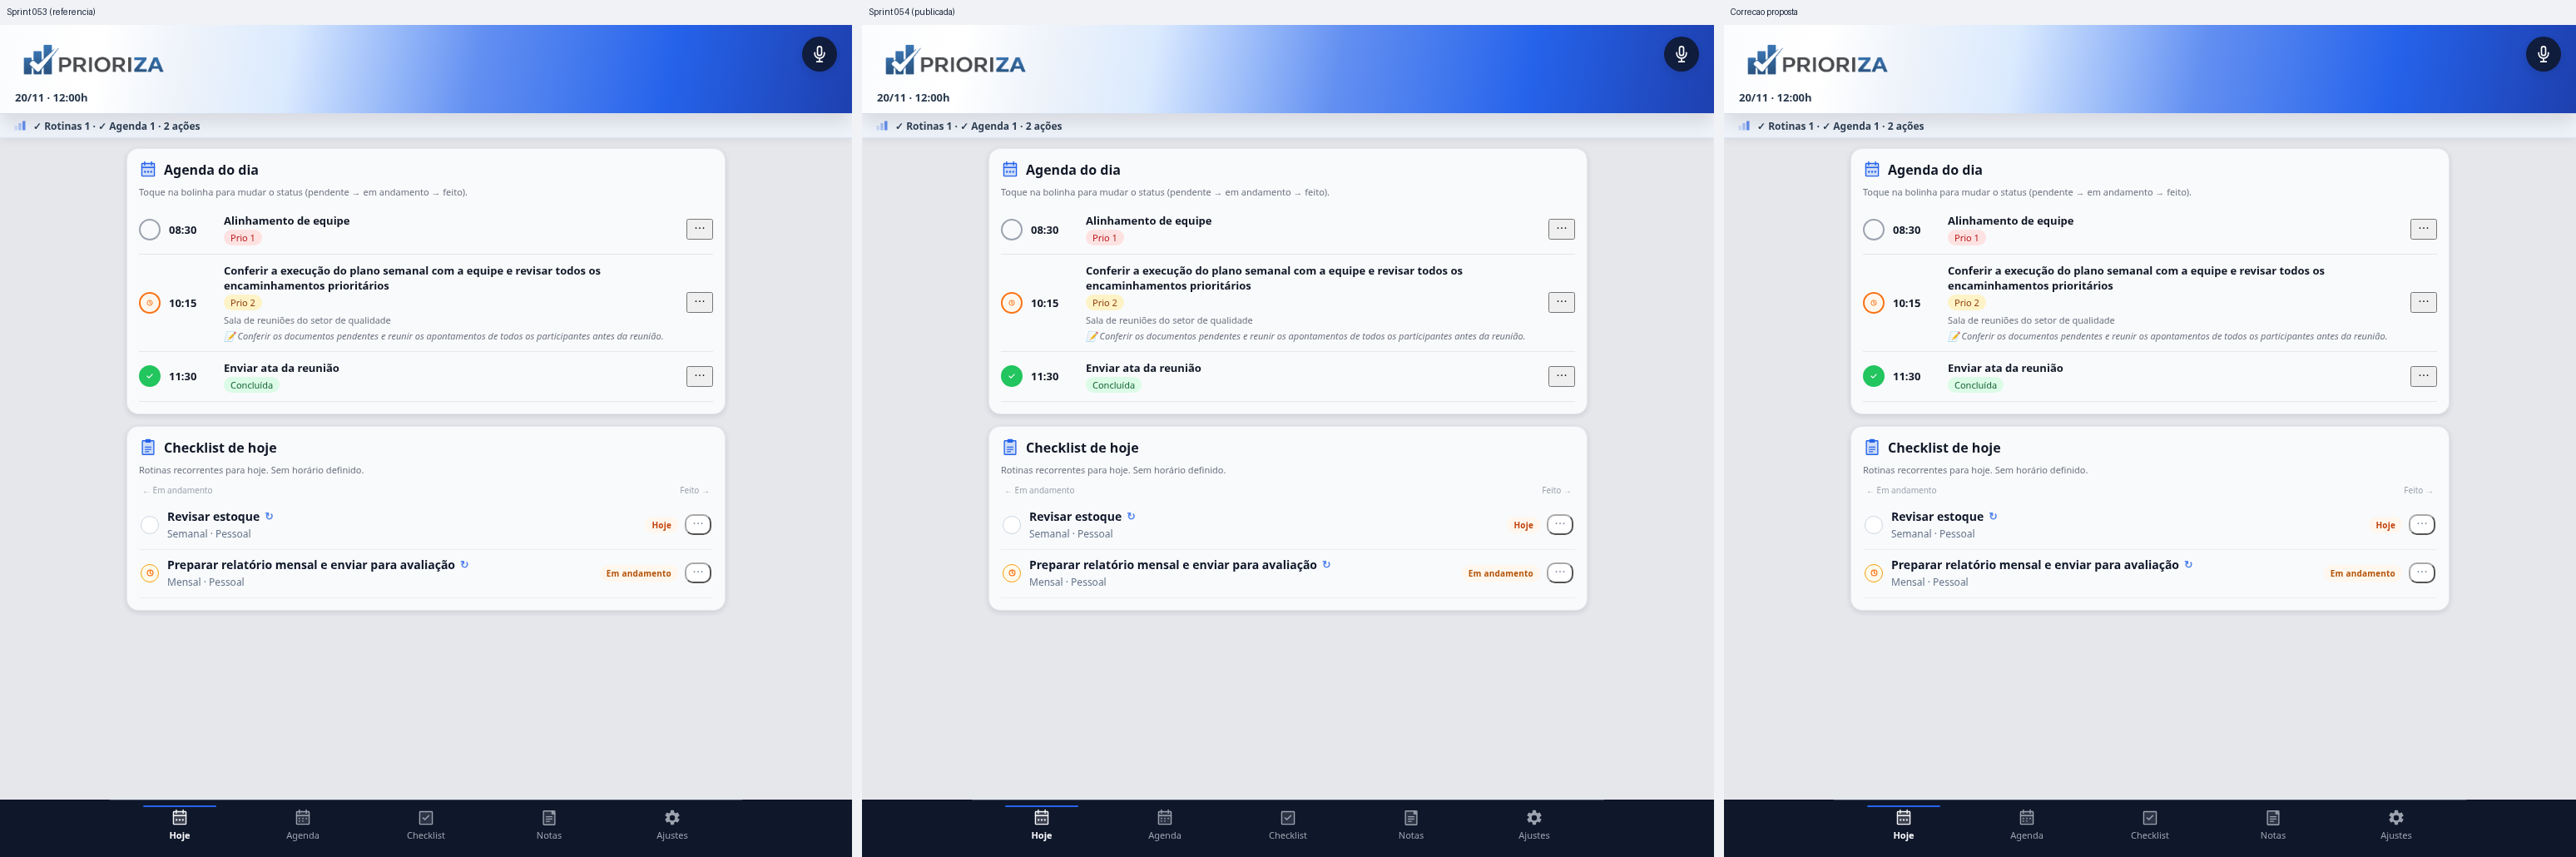 Sprint053 (referencia)
PRIORIZA
20/11 · 12:00h
✓ Rotinas 1 · ✓ Agenda 1 · 2 ações
Agenda do dia
Toque na bolinha para mudar o status (pendente → em andamento → feito).
08:30
Alinhamento de equipe
Prio 1
...
10:15
Conferir a execução do plano semanal com a equipe e revisar todos os
encaminhamentos prioritários
Prio 2
Sala de reuniões do setor de qualidade
📝 Conferir os documentos pendentes e reunir os apontamentos de todos os participantes antes da reunião.
...
11:30
Enviar ata da reunião
Concluída
...
Checklist de hoje
Rotinas recorrentes para hoje. Sem horário definido.
← Em andamento
Feito →
Revisar estoque ↻
Semanal · Pessoal
Hoje
...
Preparar relatório mensal e enviar para avaliação ↻
Mensal · Pessoal
Em andamento
...
Hoje
Agenda
Checklist
Notas
Ajustes
Sprint054 (publicada)
PRIORIZA
20/11 · 12:00h
✓ Rotinas 1 · ✓ Agenda 1 · 2 ações
Agenda do dia
Toque na bolinha para mudar o status (pendente → em andamento → feito).
08:30
Alinhamento de equipe
Prio 1
...
10:15
Conferir a execução do plano semanal com a equipe e revisar todos os
encaminhamentos prioritários
Prio 2
Sala de reuniões do setor de qualidade
📝 Conferir os documentos pendentes e reunir os apontamentos de todos os participantes antes da reunião.
...
11:30
Enviar ata da reunião
Concluída
...
Checklist de hoje
Rotinas recorrentes para hoje. Sem horário definido.
← Em andamento
Feito →
Revisar estoque ↻
Semanal · Pessoal
Hoje
...
Preparar relatório mensal e enviar para avaliação ↻
Mensal · Pessoal
Em andamento
...
Hoje
Agenda
Checklist
Notas
Ajustes
Correcao proposta
PRIORIZA
20/11 · 12:00h
✓ Rotinas 1 · ✓ Agenda 1 · 2 ações
Agenda do dia
Toque na bolinha para mudar o status (pendente → em andamento → feito).
08:30
Alinhamento de equipe
Prio 1
...
10:15
Conferir a execução do plano semanal com a equipe e revisar todos os
encaminhamentos prioritários
Prio 2
Sala de reuniões do setor de qualidade
📝 Conferir os documentos pendentes e reunir os apontamentos de todos os participantes antes da reunião.
...
11:30
Enviar ata da reunião
Concluída
...
Checklist de hoje
Rotinas recorrentes para hoje. Sem horário definido.
← Em andamento
Feito →
Revisar estoque ↻
Semanal · Pessoal
Hoje
...
Preparar relatório mensal e enviar para avaliação ↻
Mensal · Pessoal
Em andamento
...
Hoje
Agenda
Checklist
Notas
Ajustes